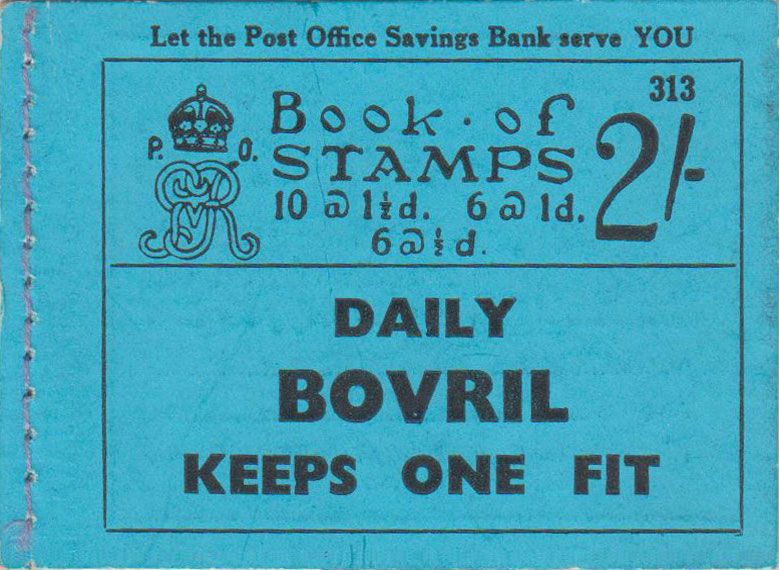 Let the Post Office Savings Bank serve YOU
313
P. O.
Book · of
STAMPS
2/-
10 @ 1½d. 6 @ 1d.
6 @ ½d.
DAILY
BOVRIL
KEEPS ONE FIT